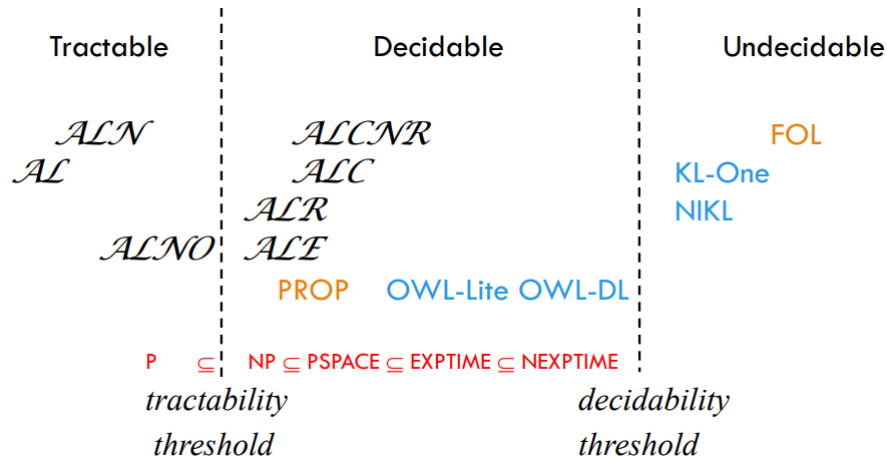 Tractable Decidable Undecidable
ALN ALCNR FOL
AL ALC KL-One
ALR NIKL
ALNO ALE
PROP OWL-Lite OWL-DL
P ⊆ NP ⊆ PSPACE ⊆ EXPTIME ⊆ NEXPTIME
tractability decidability
threshold threshold